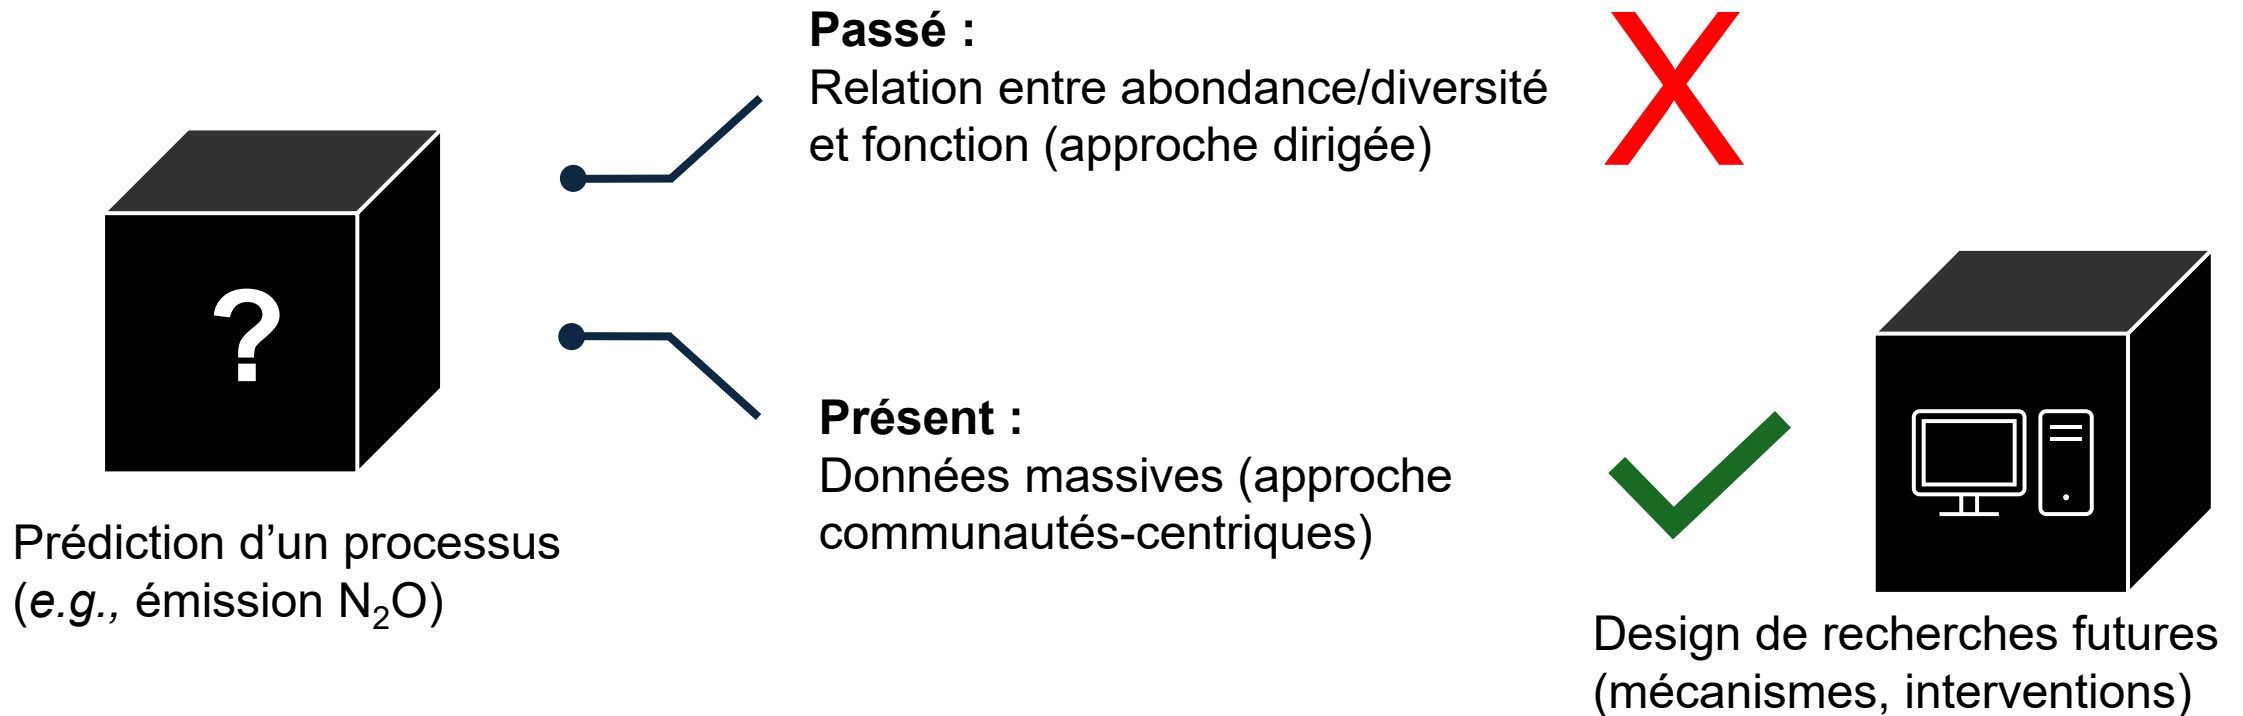 Passé :
Relation entre abondance/diversité
et fonction (approche dirigée)
X
?
Présent :
Données massives (approche
communautés-centriques)
Prédiction d’un processus
(e.g., émission N₂O)
Design de recherches futures
(mécanismes, interventions)